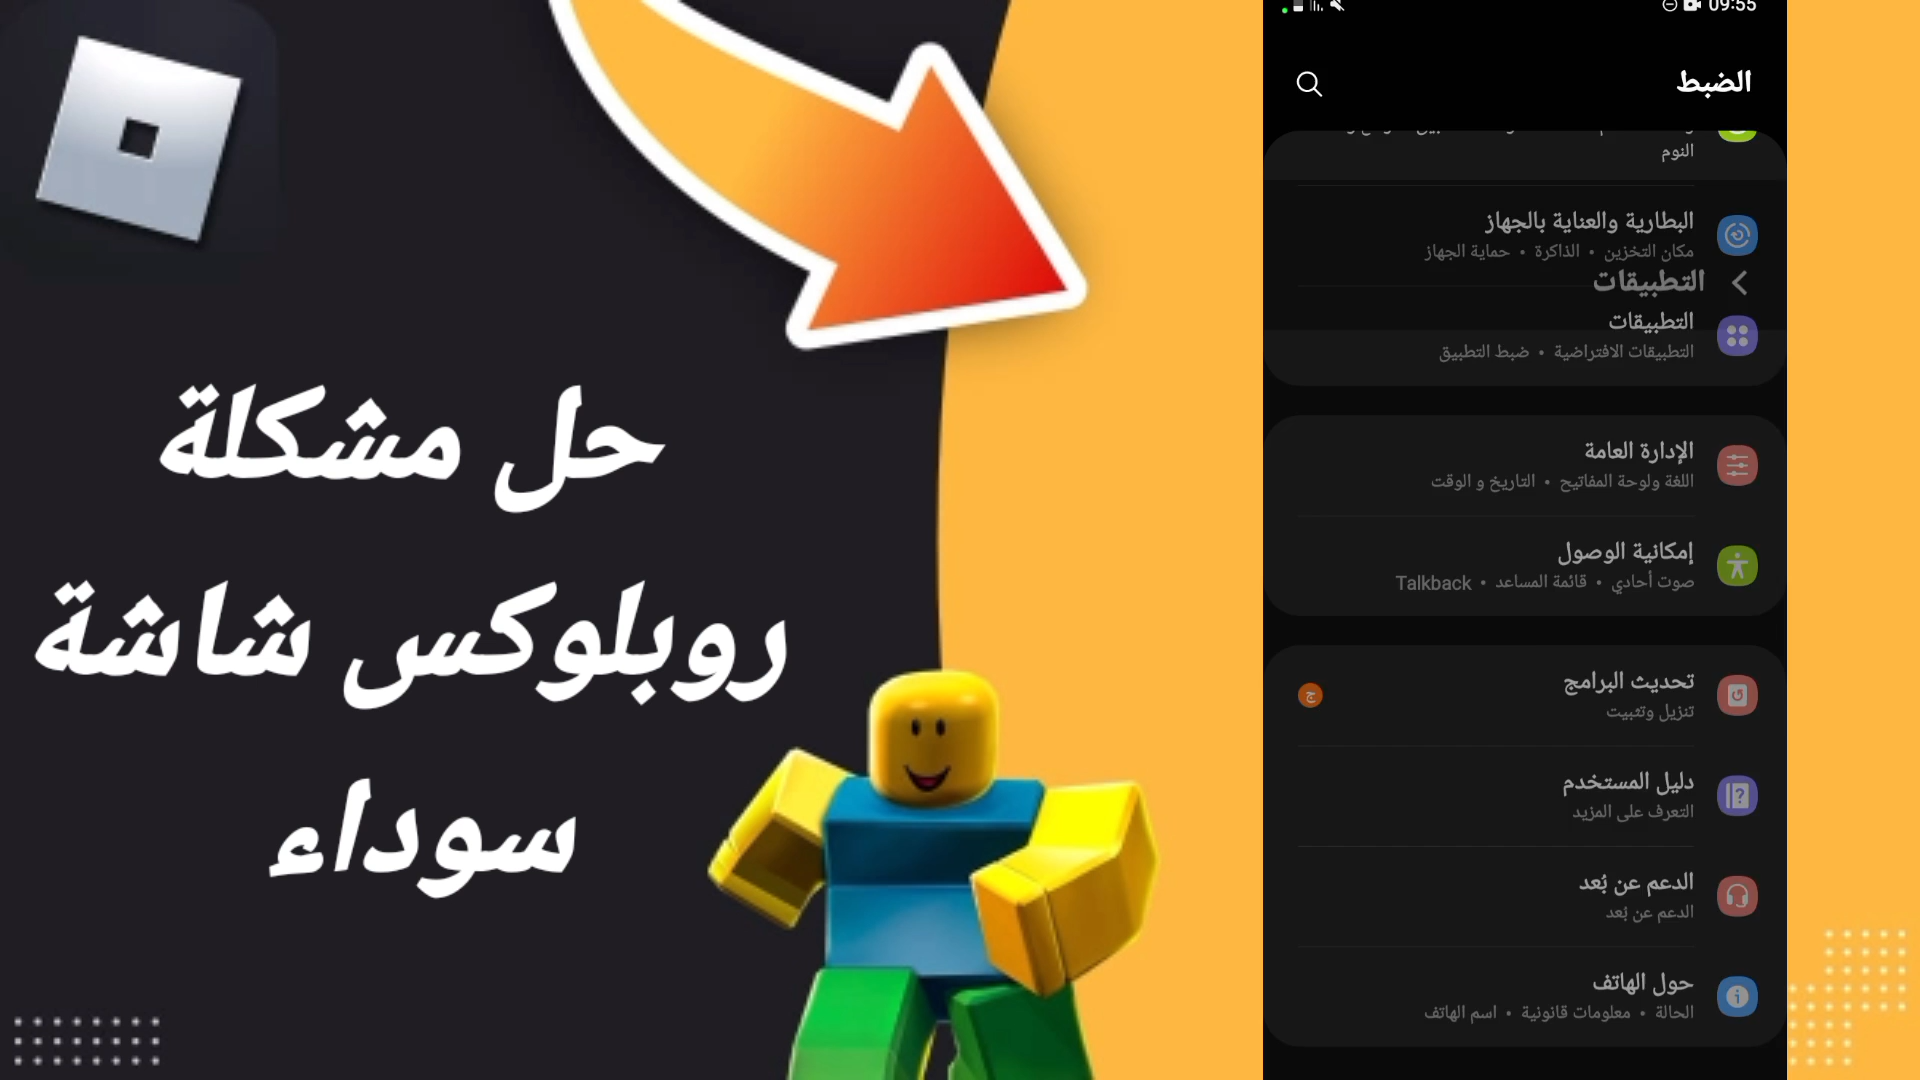 حل مشكلة
روبلوكس شاشة
سوداء
09:55
الضبط
النوم
البطارية والعناية بالجهاز
مكان التخزين • الذاكرة • حماية الجهاز
التطبيقات
التطبيقات
التطبيقات الافتراضية • ضبط التطبيق
الإدارة العامة
اللغة ولوحة المفاتيح • التاريخ و الوقت
إمكانية الوصول
صوت أحادي • قائمة المساعد • Talkback
تحديث البرامج
ج
تنزيل وتثبيت
دليل المستخدم
التعرف على المزيد
الدعم عن بُعد
الدعم عن بُعد
حول الهاتف
الحالة • معلومات قانونية • اسم الهاتف